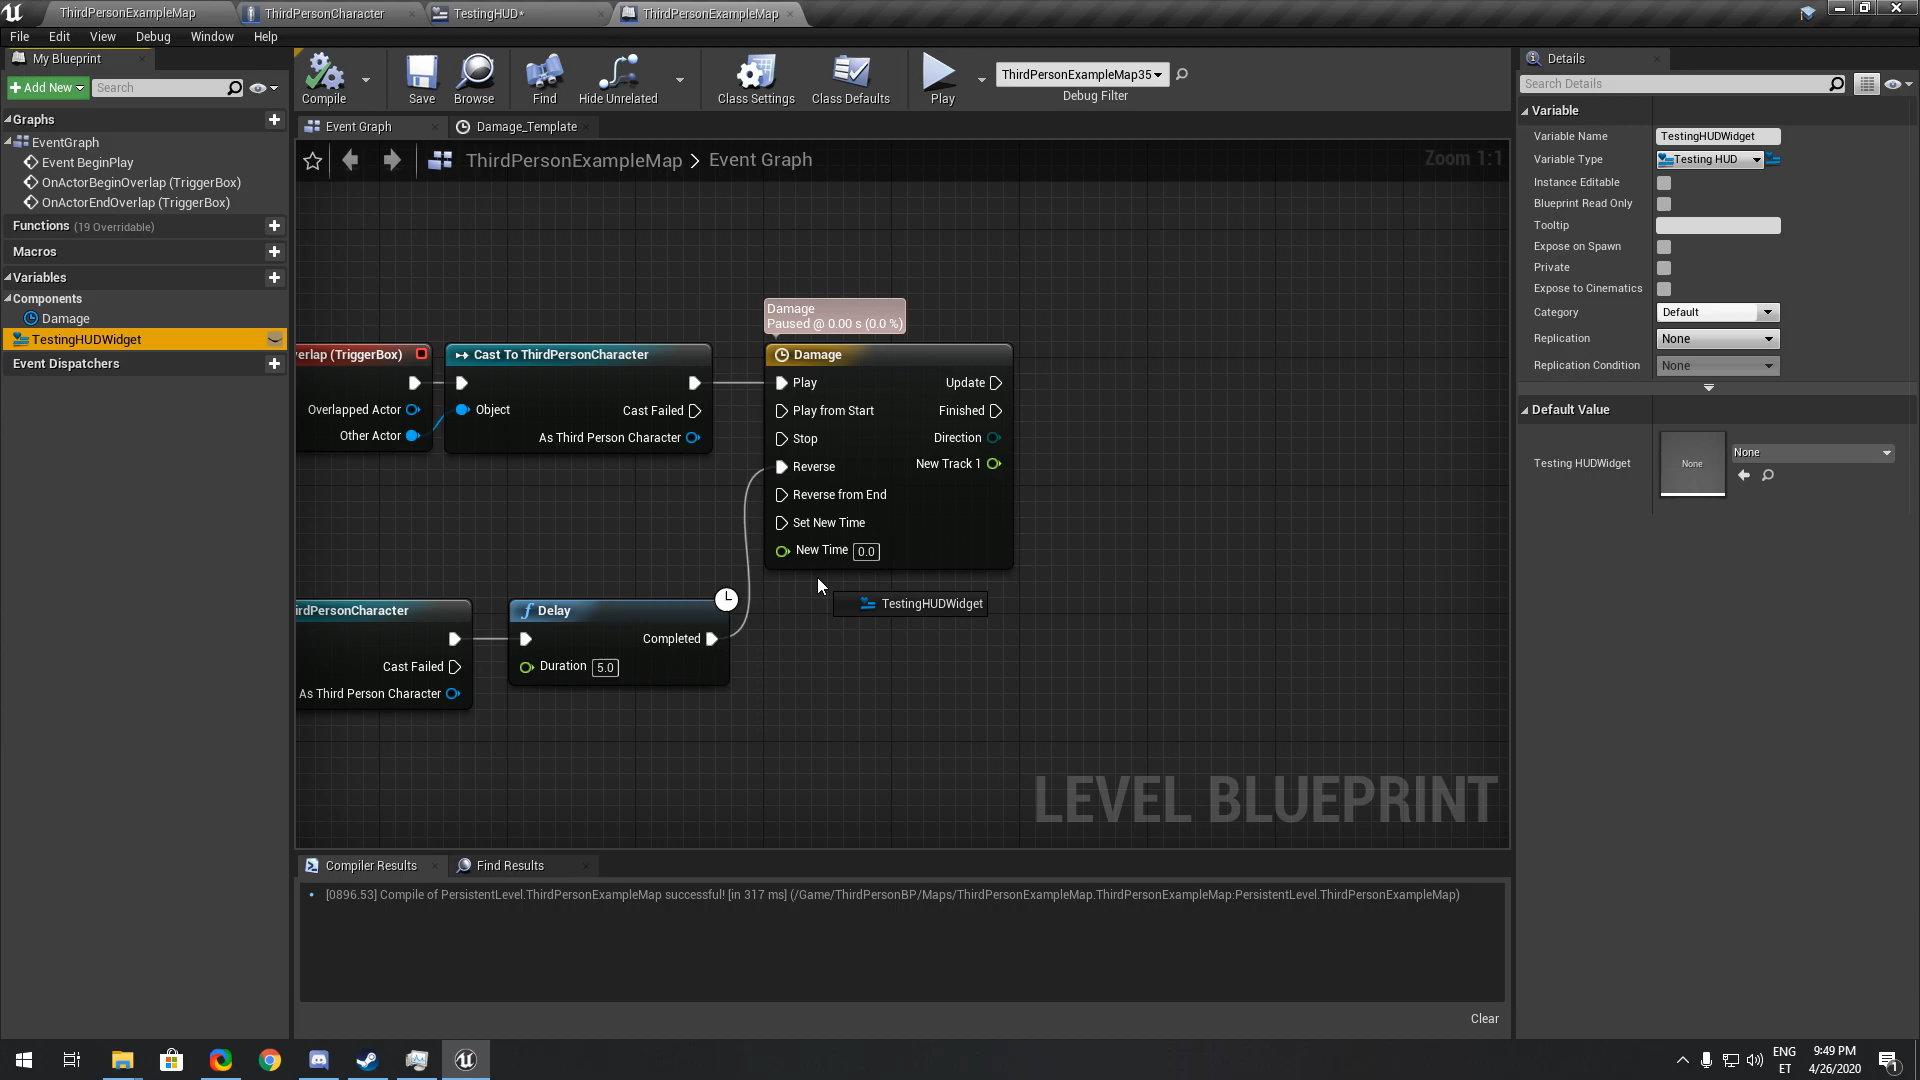 ThirdPersonExampleMap
ThirdPersonCharacter
TestingHUD*
ThirdPersonExampleMap
File Edit View Debug Window Help
My Blueprint
Add New
Search
Graphs
EventGraph
Event BeginPlay
OnActorBeginOverlap (TriggerBox)
OnActorEndOverlap (TriggerBox)
Functions (19 Overridable)
Macros
Variables
Components
Damage
TestingHUDWidget
Event Dispatchers
Compile
Save
Browse
Find
Hide Unrelated
Class Settings
Class Defaults
Play
ThirdPersonExampleMap35
Debug Filter
Event Graph
Damage_Template
ThirdPersonExampleMap > Event Graph
Zoom 1:1
Damage
Paused @ 0.00 s (0.0 %)
erlap (TriggerBox)
Overlapped Actor
Other Actor
Cast To ThirdPersonCharacter
Object
Cast Failed
As Third Person Character
Damage
Play
Play from Start
Stop
Reverse
Reverse from End
Set New Time
New Time 0.0
Update
Finished
Direction
New Track 1
TestingHUDWidget
irdPersonCharacter
Cast Failed
As Third Person Character
f Delay
Completed
Duration 5.0
LEVEL BLUEPRINT
Compiler Results
Find Results
[0896.53] Compile of PersistentLevel.ThirdPersonExampleMap successful! [in 317 ms] (/Game/ThirdPersonBP/Maps/ThirdPersonExampleMap.ThirdPersonExampleMap:PersistentLevel.ThirdPersonExampleMap)
Clear
Details
Search Details
Variable
Variable Name TestingHUDWidget
Variable Type Testing HUD
Instance Editable
Blueprint Read Only
Tooltip
Expose on Spawn
Private
Expose to Cinematics
Category Default
Replication None
Replication Condition None
Default Value
Testing HUDWidget None None
ENG
ET
9:49 PM
4/26/2020
1